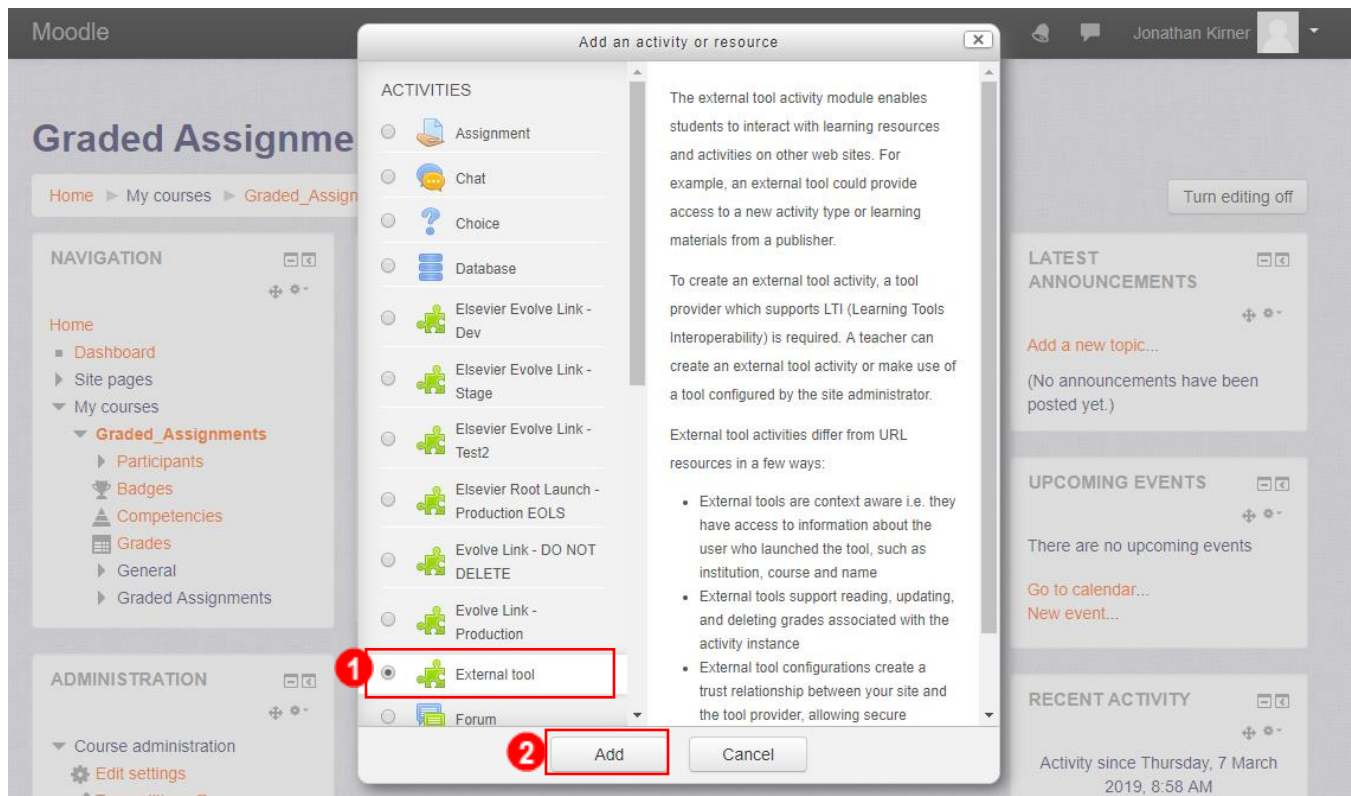 Moodle
Jonathan Kirner
Graded Assignme
Home ▶ My courses ▶ Graded_Assign
Turn editing off
NAVIGATION
Home
Dashboard
Site pages
My courses
Graded_Assignments
Participants
Badges
Competencies
Grades
General
Graded Assignments
ADMINISTRATION
Course administration
Edit settings
Add an activity or resource
ACTIVITIES
Assignment
Chat
Choice
Database
Elsevier Evolve Link -
Dev
Elsevier Evolve Link -
Stage
Elsevier Evolve Link -
Test2
Elsevier Root Launch -
Production EOLS
Evolve Link - DO NOT
DELETE
Evolve Link -
Production
1
External tool
Forum
The external tool activity module enables
students to interact with learning resources
and activities on other web sites. For
example, an external tool could provide
access to a new activity type or learning
materials from a publisher.
To create an external tool activity, a tool
provider which supports LTI (Learning Tools
Interoperability) is required. A teacher can
create an external tool activity or make use of
a tool configured by the site administrator.
External tool activities differ from URL
resources in a few ways:
• External tools are context aware i.e. they
have access to information about the
user who launched the tool, such as
institution, course and name
• External tools support reading, updating,
and deleting grades associated with the
activity instance
• External tool configurations create a
trust relationship between your site and
the tool provider, allowing secure
2
Add
Cancel
LATEST
ANNOUNCEMENTS
Add a new topic...
(No announcements have been
posted yet.)
UPCOMING EVENTS
There are no upcoming events
Go to calendar...
New event...
RECENT ACTIVITY
Activity since Thursday, 7 March
2019, 8:58 AM